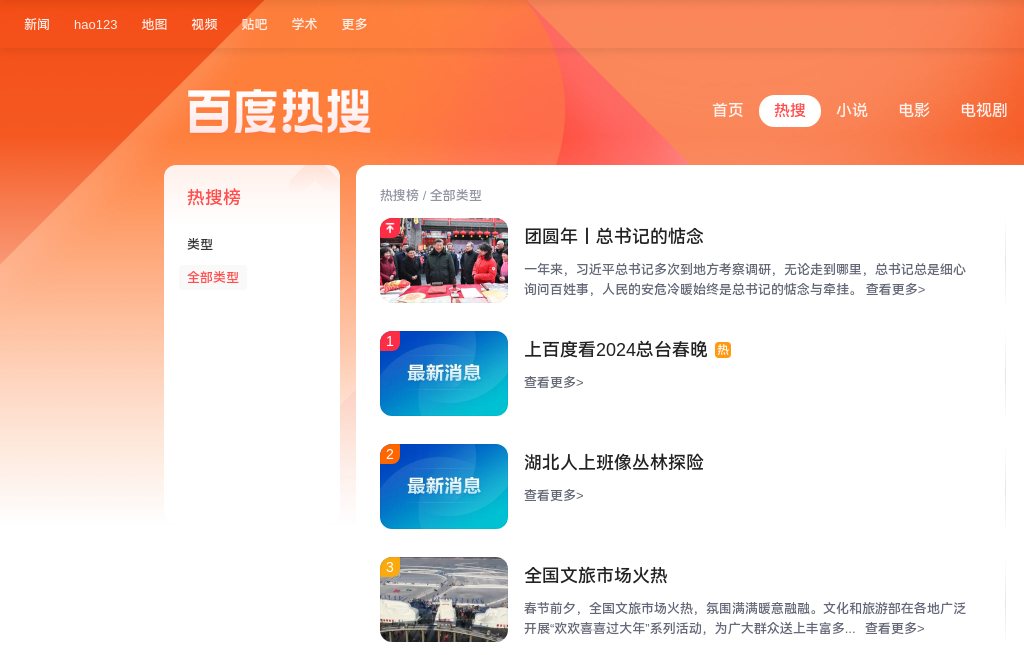 新闻 hao123 地图 视频 贴吧 学术 更多
百度热搜
首页 热搜 小说 电影 电视剧
热搜榜
类型
全部类型
热搜榜 / 全部类型
团圆年丨总书记的惦念
一年来，习近平总书记多次到地方考察调研，无论走到哪里，总书记总是细心
询问百姓事，人民的安危冷暖始终是总书记的惦念与牵挂。 查看更多>
1
最新消息
上百度看2024总台春晚 热
查看更多>
2
最新消息
湖北人上班像丛林探险
查看更多>
3
全国文旅市场火热
春节前夕，全国文旅市场火热，氛围满满暖意融融。文化和旅游部在各地广泛
开展“欢欢喜喜过大年”系列活动，为广大群众送上丰富多... 查看更多>